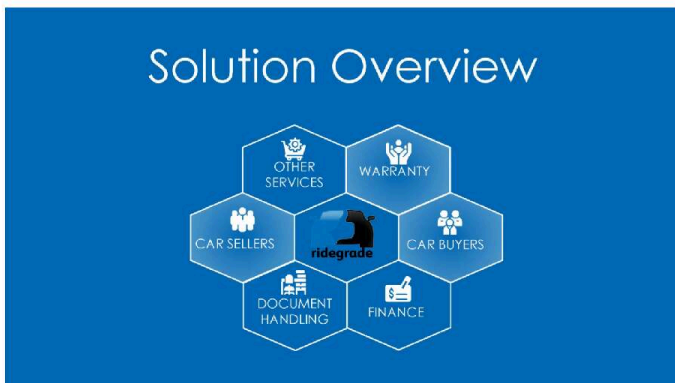 Solution Overview
OTHER
SERVICES
WARRANTY
CAR SELLERS
ridegrade
CAR BUYERS
DOCUMENT
HANDLING
$
FINANCE